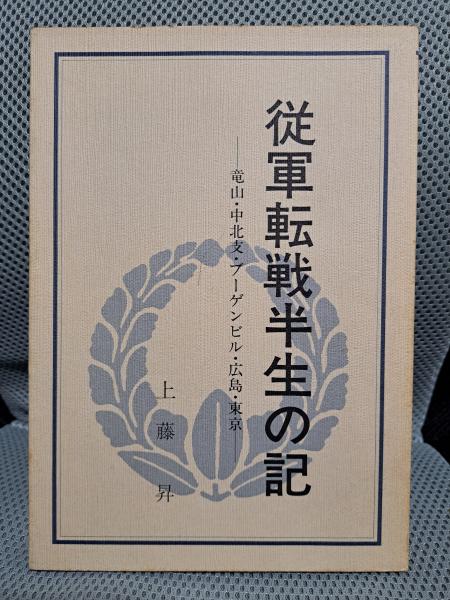 従軍転戦半生の記
―竜山・中北支・ブーゲンビル・広島・東京―
上藤昇